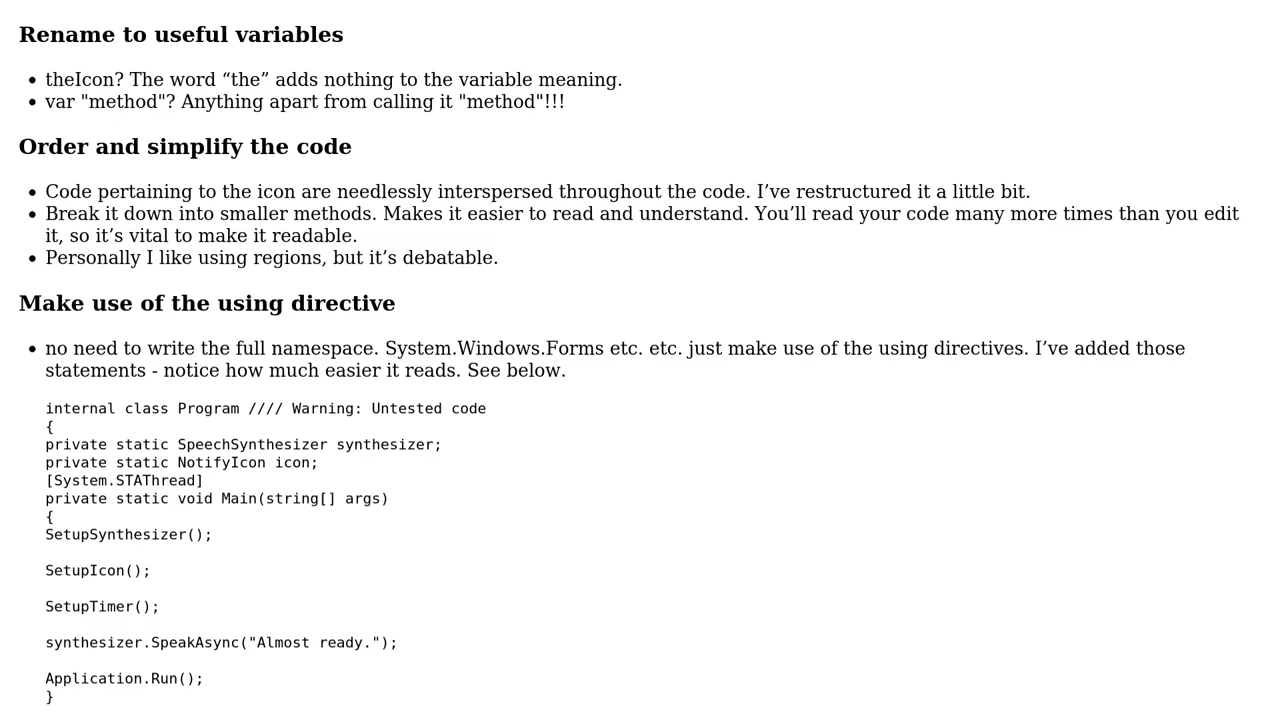 Rename to useful variables
• theIcon? The word “the” adds nothing to the variable meaning.
• var "method"? Anything apart from calling it "method"!!!
Order and simplify the code
• Code pertaining to the icon are needlessly interspersed throughout the code. I’ve restructured it a little bit.
• Break it down into smaller methods. Makes it easier to read and understand. You’ll read your code many more times than you edit
it, so it’s vital to make it readable.
• Personally I like using regions, but it’s debatable.
Make use of the using directive
• no need to write the full namespace. System.Windows.Forms etc. etc. just make use of the using directives. I’ve added those
statements - notice how much easier it reads. See below.
internal class Program //// Warning: Untested code
{
private static SpeechSynthesizer synthesizer;
private static NotifyIcon icon;
[System.STAThread]
private static void Main(string[] args)
{
SetupSynthesizer();
SetupIcon();
SetupTimer();
synthesizer.SpeakAsync("Almost ready.");
Application.Run();
}